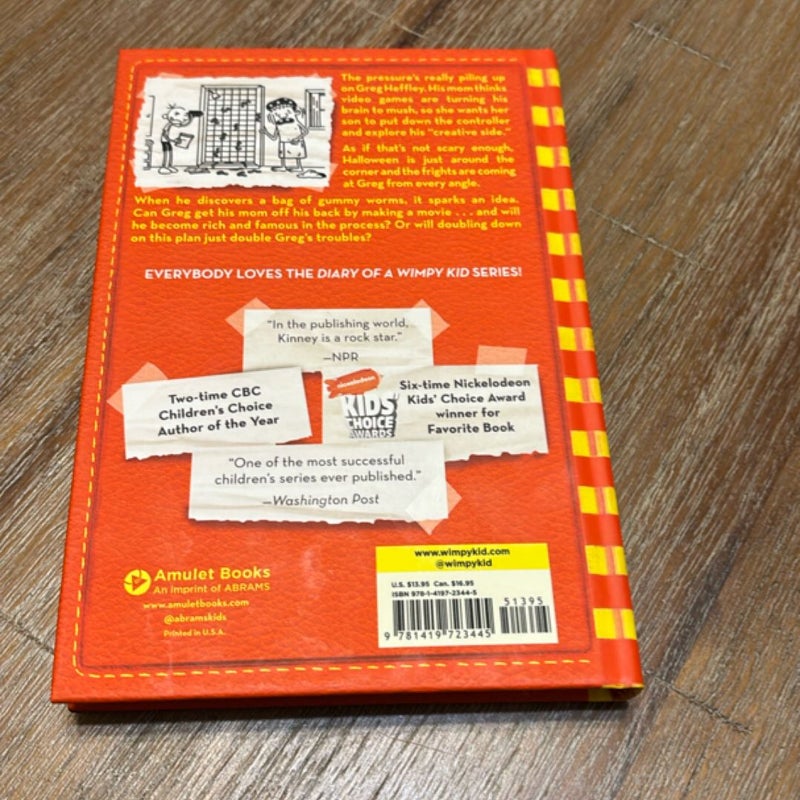 The pressure's really piling up
on Greg Heffley. His mom thinks
video games are turning his
brain to mush, so she wants her
son to put down the controller
and explore his "creative side."
As if that's not scary enough,
Halloween is just around the
corner and the frights are coming
at Greg from every angle.
When he discovers a bag of gummy worms, it sparks an idea.
Can Greg get his mom off his back by making a movie . . . and will
he become rich and famous in the process? Or will doubling down
on this plan just double Greg's troubles?
EVERYBODY LOVES THE DIARY OF A WIMPY KID SERIES!
"In the publishing world,
Kinney is a rock star."
—NPR
Two-time CBC
Children's Choice
Author of the Year
nickelodeon
KIDS'
CHOICE
AWARDS
Six-time Nickelodeon
Kids' Choice Award
winner for
Favorite Book
"One of the most successful
children's series ever published."
—Washington Post
Amulet Books
An imprint of ABRAMS
www.amuletbooks.com
@abramskids
Printed in U.S.A.
www.wimpykid.com
@wimpykid
U.S. $13.95 Can. $16.95
ISBN 978-1-4197-2344-5
51395
9 781419 723445